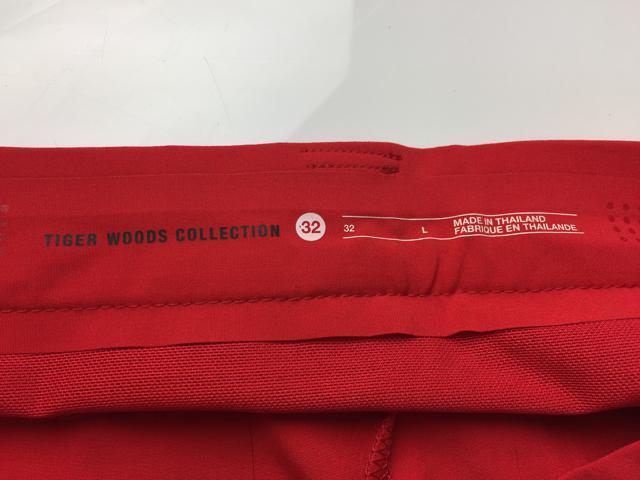 TIGER WOODS COLLECTION 32 32 L MADE IN THAILAND
FABRIQUE EN THAILANDE